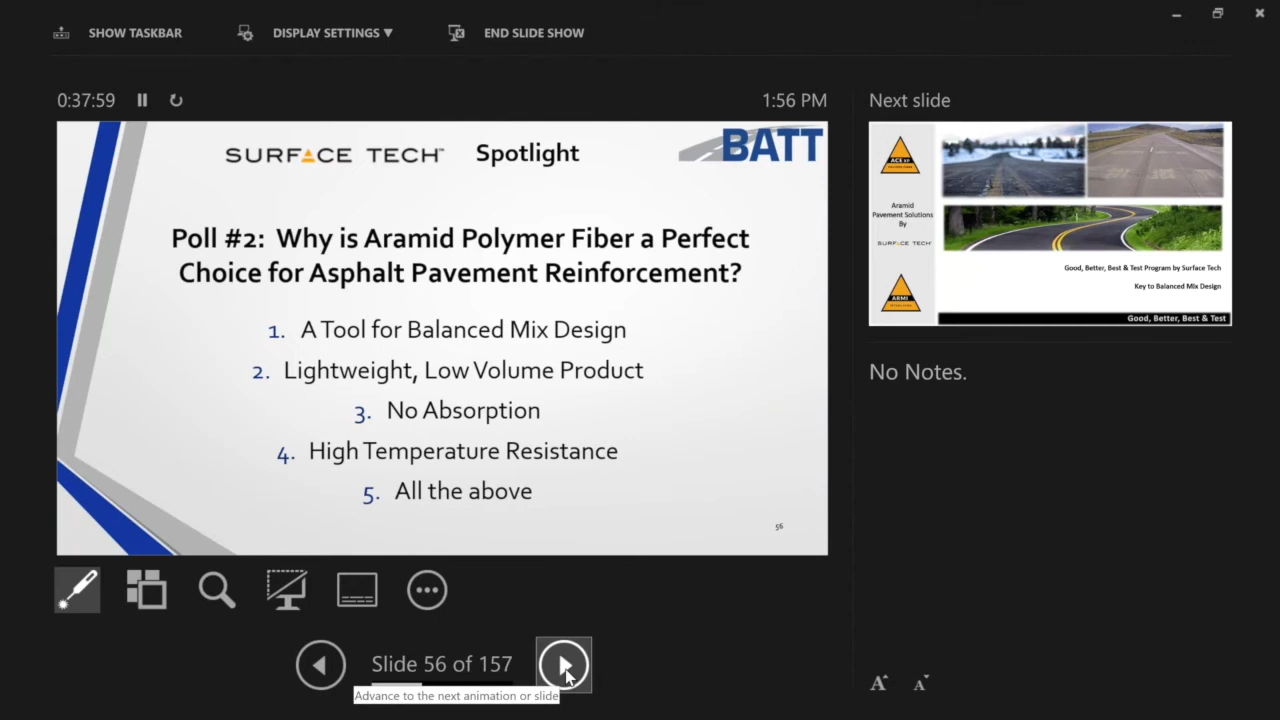 SHOW TASKBAR
DISPLAY SETTINGS ▼
END SLIDE SHOW
0:37:59
1:56 PM
SURFACE TECH™ Spotlight
BATT
Poll #2: Why is Aramid Polymer Fiber a Perfect
Choice for Asphalt Pavement Reinforcement?
1. A Tool for Balanced Mix Design
2. Lightweight, Low Volume Product
3. No Absorption
4. High Temperature Resistance
5. All the above
56
Next slide
ACE XP
Aramid
Pavement Solutions
By
SURFACE TECH
ARMI
Good, Better, Best & Test Program by Surface Tech
Key to Balanced Mix Design
Good, Better, Best & Test
No Notes.
Slide 56 of 157
Advance to the next animation or slide
A A